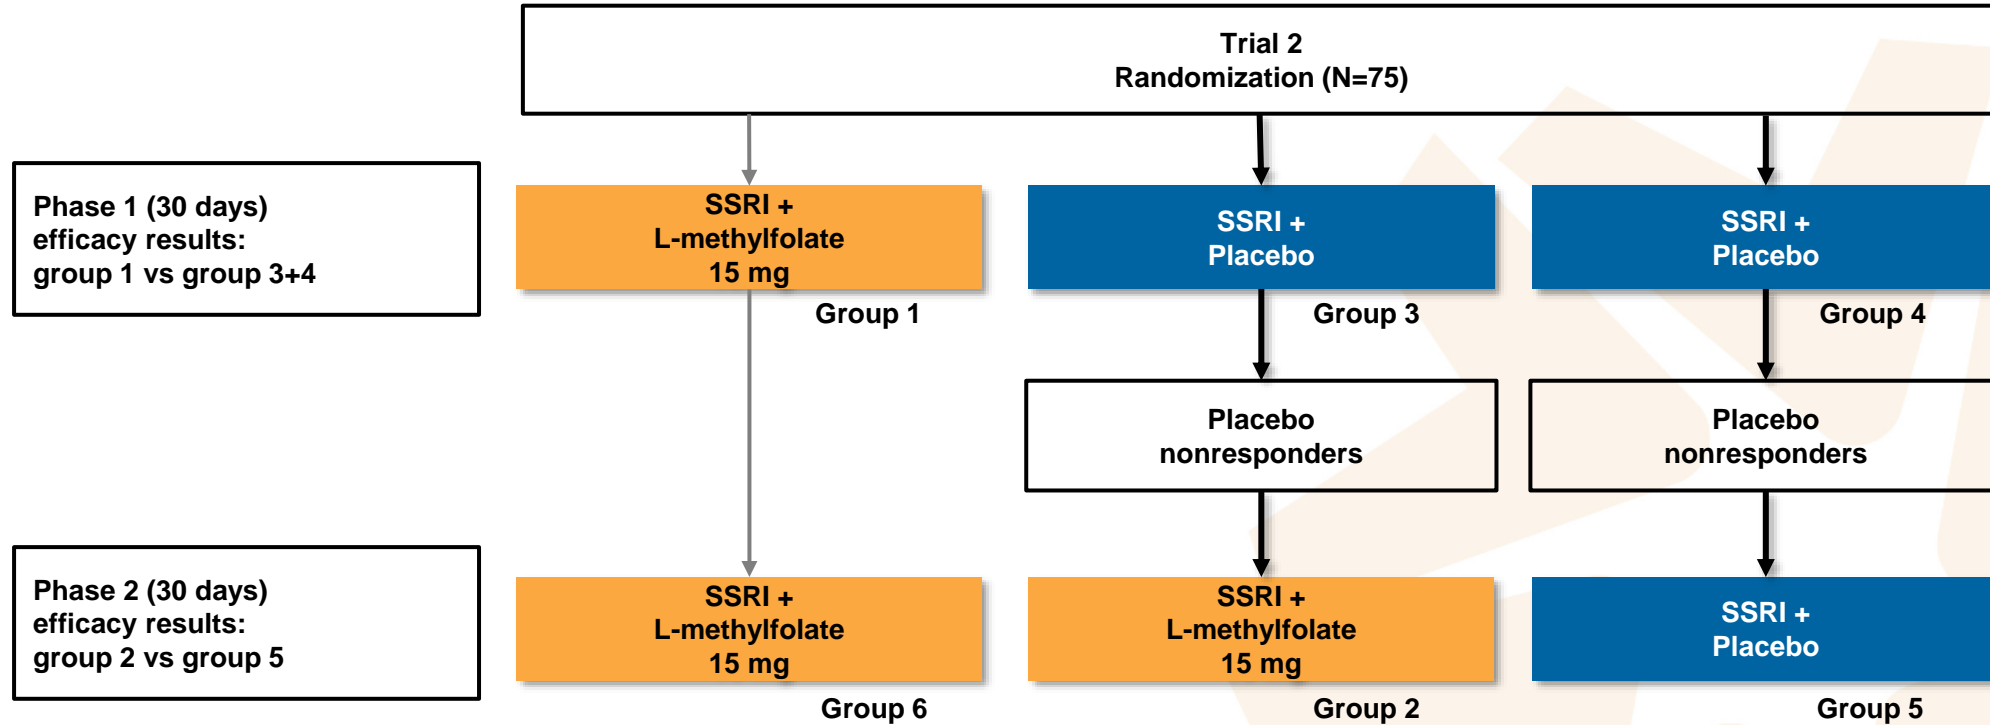 Trial 2
Randomization (N=75)
Phase 1 (30 days)
efficacy results:
group 1 vs group 3+4
SSRI +
L-methylfolate
15 mg
Group 1
SSRI +
Placebo
Group 3
SSRI +
Placebo
Group 4
Placebo
nonresponders
Placebo
nonresponders
Phase 2 (30 days)
efficacy results:
group 2 vs group 5
SSRI +
L-methylfolate
15 mg
Group 6
SSRI +
L-methylfolate
15 mg
Group 2
SSRI +
Placebo
Group 5